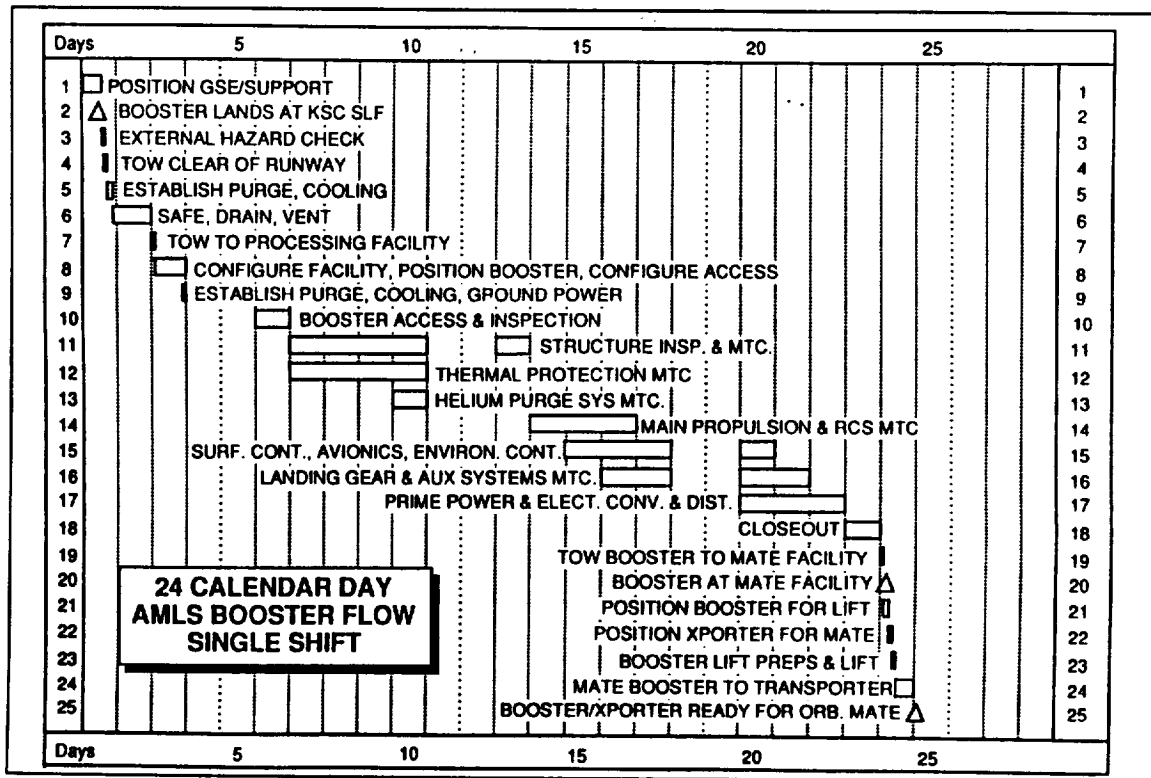 Days 5 10 15 20 25
1 POSITION GSE/SUPPORT 1
2 BOOSTER LANDS AT KSC SLF 2
3 EXTERNAL HAZARD CHECK 3
4 TOW CLEAR OF RUNWAY 4
5 ESTABLISH PURGE, COOLING 5
6 SAFE, DRAIN, VENT 6
7 TOW TO PROCESSING FACILITY 7
8 CONFIGURE FACILITY, POSITION BOOSTER, CONFIGURE ACCESS 8
9 ESTABLISH PURGE, COOLING, GROUND POWER 9
10 BOOSTER ACCESS & INSPECTION 10
11 STRUCTURE INSP. & MTC. 11
12 THERMAL PROTECTION MTC 12
13 HELIUM PURGE SYS MTC. 13
14 MAIN PROPULSION & RCS MTC 14
15 SURF. CONT., AVIONICS, ENVIRON. CONT. 15
16 LANDING GEAR & AUX SYSTEMS MTC. 16
17 PRIME POWER & ELECT. CONV. & DIST. 17
18 CLOSEOUT 18
19 TOW BOOSTER TO MATE FACILITY 19
20 BOOSTER AT MATE FACILITY 20
21 POSITION BOOSTER FOR LIFT 21
22 POSITION XPORTER FOR MATE 22
23 BOOSTER LIFT PREPS & LIFT 23
24 MATE BOOSTER TO TRANSPORTER 24
25 BOOSTER/XPORTER READY FOR ORB. MATE 25
24 CALENDAR DAY
AMLS BOOSTER FLOW
SINGLE SHIFT
Days 5 10 15 20 25